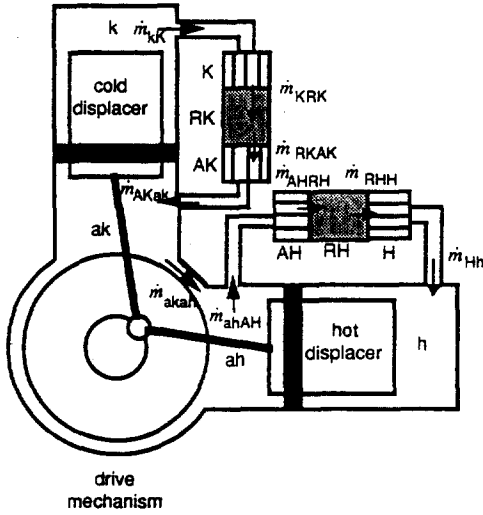 k
ṁkK
K
ṁKRK
cold
displacer
RK
AK
ṁRKAK
ṁAHRH
ṁRHH
ṁAKak
ak
AH
RH
H
ṁHh
ṁakah
ṁahAH
hot
displacer
h
ah
drive
mechanism